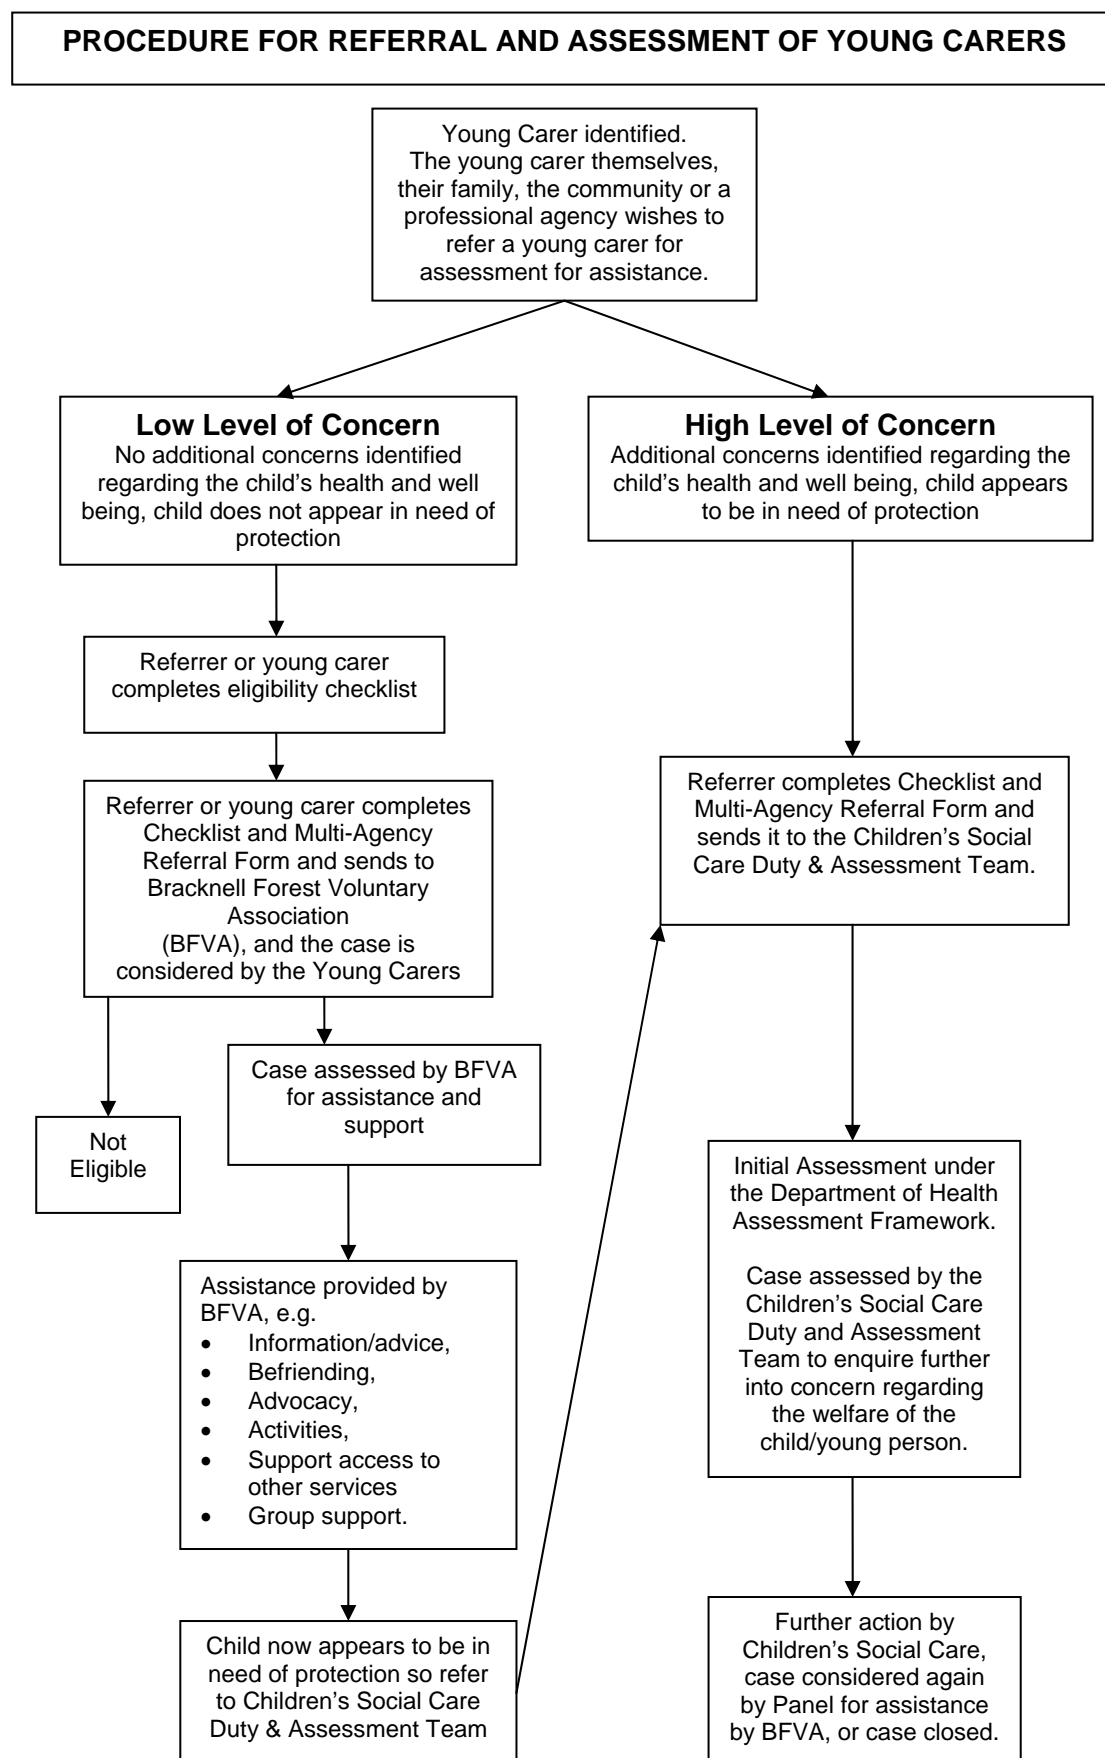 PROCEDURE FOR REFERRAL AND ASSESSMENT OF YOUNG CARERS
Young Carer identified.
The young carer themselves,
their family, the community or a
professional agency wishes to
refer a young carer for
assessment for assistance.
Low Level of Concern
No additional concerns identified
regarding the child’s health and well
being, child does not appear in need of
protection
High Level of Concern
Additional concerns identified regarding the
child’s health and well being, child appears
to be in need of protection
Referrer or young carer
completes eligibility checklist
Referrer or young carer completes
Checklist and Multi-Agency
Referral Form and sends to
Bracknell Forest Voluntary
Association
(BFVA), and the case is
considered by the Young Carers
Referrer completes Checklist and
Multi-Agency Referral Form and
sends it to the Children’s Social
Care Duty & Assessment Team.
Case assessed by BFVA
for assistance and
support
Not
Eligible
Initial Assessment under
the Department of Health
Assessment Framework.
Case assessed by the
Children’s Social Care
Duty and Assessment
Team to enquire further
into concern regarding
the welfare of the
child/young person.
Assistance provided by
BFVA, e.g.
• Information/advice,
• Befriending,
• Advocacy,
• Activities,
• Support access to
other services
• Group support.
Child now appears to be in
need of protection so refer
to Children’s Social Care
Duty & Assessment Team
Further action by
Children’s Social Care,
case considered again
by Panel for assistance
by BFVA, or case closed.